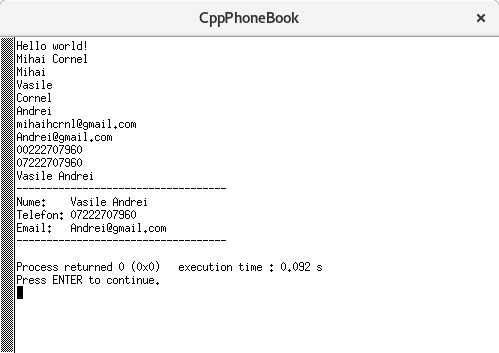 CppPhoneBook
Hello world!
Mihai Cornel
Mihai
Vasile
Cornel
Andrei
mihaihcrnl@gmail.com
Andrei@gmail.com
00222707960
07222707960
Vasile Andrei
-----------------------------------
Nume:    Vasile Andrei
Telefon: 07222707960
Email:   Andrei@gmail.com
-----------------------------------
Process returned 0 (0x0)   execution time : 0.092 s
Press ENTER to continue.